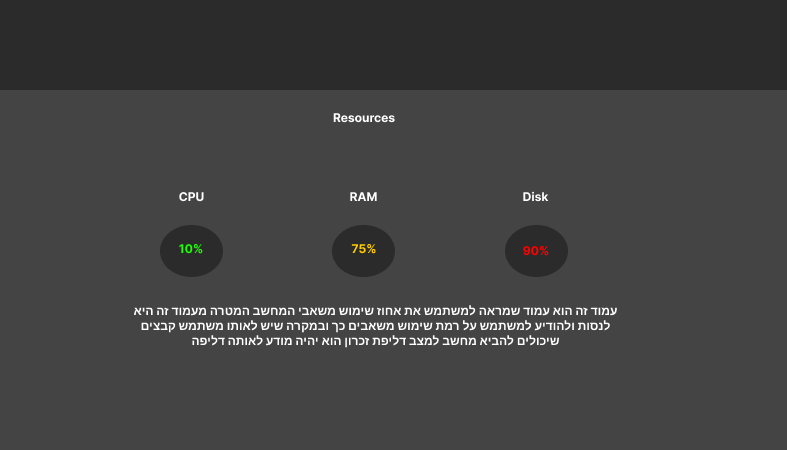 Resources
CPU RAM Disk
10% 75% 90%
עמוד זה הוא עמוד שמראה למשתמש את אחוז שימוש משאבי המחשב המטרה מעמוד זה היא
לנסות ולהודיע למשתמש על רמת שימוש משאבים כך ובמקרה שיש לאותו משתמש קבצים
שיכולים להביא מחשב למצב דליפת זכרון הוא יהיה מודע לאותה דליפה